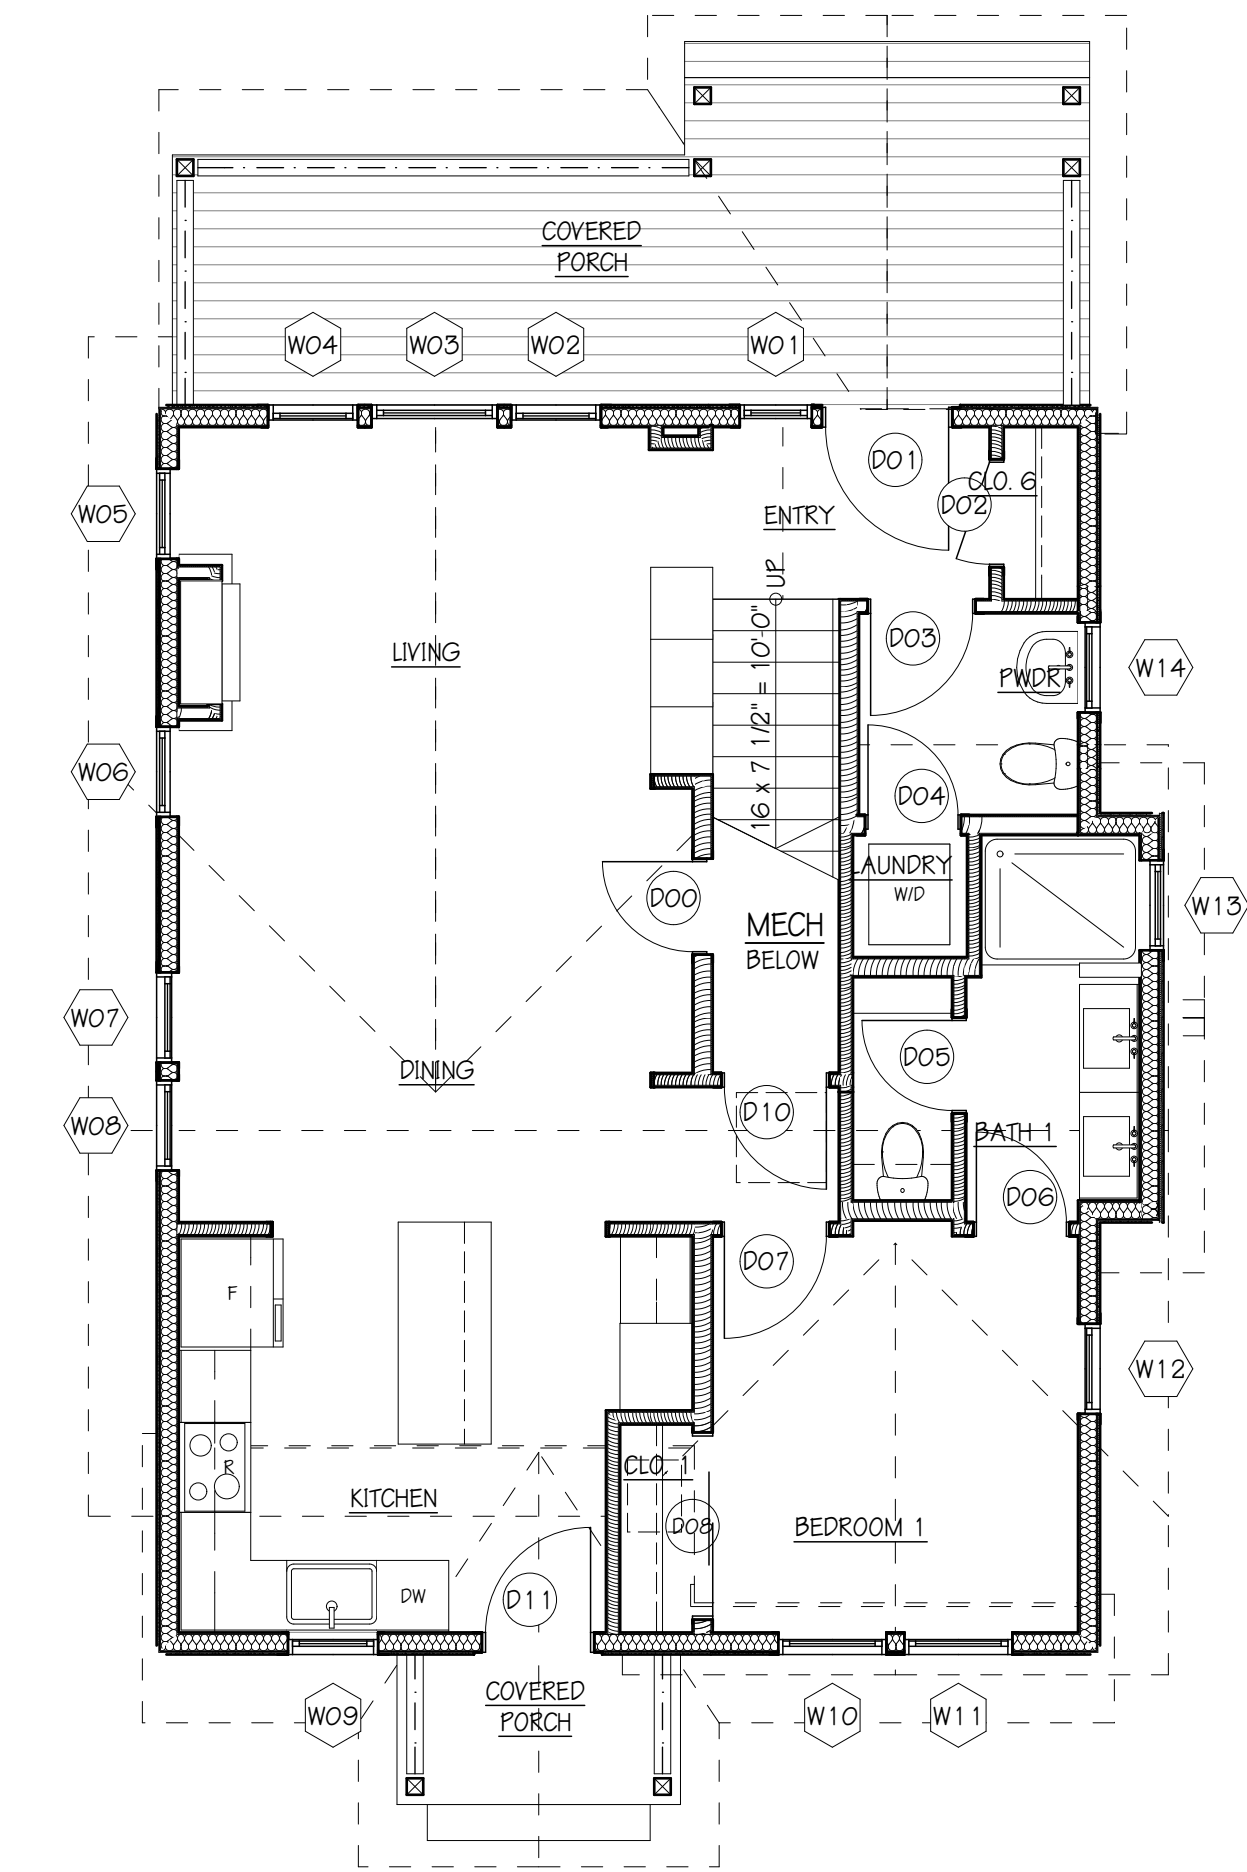 COVERED
PORCH
W04
W03
W02
W01
D01
CLO. 6
D02
W05
ENTRY
UP
16 x 7 1/2" = 10'-0"
D03
LIVING
PWDR
W14
W06
D04
LAUNDRY
W/D
D00
W13
MECH
BELOW
W07
D05
DINING
D10
W08
BATH 1
D06
D07
F
W12
R
CLO. 1
KITCHEN
D08
BEDROOM 1
DW
D11
COVERED
PORCH
W09
W10
W11